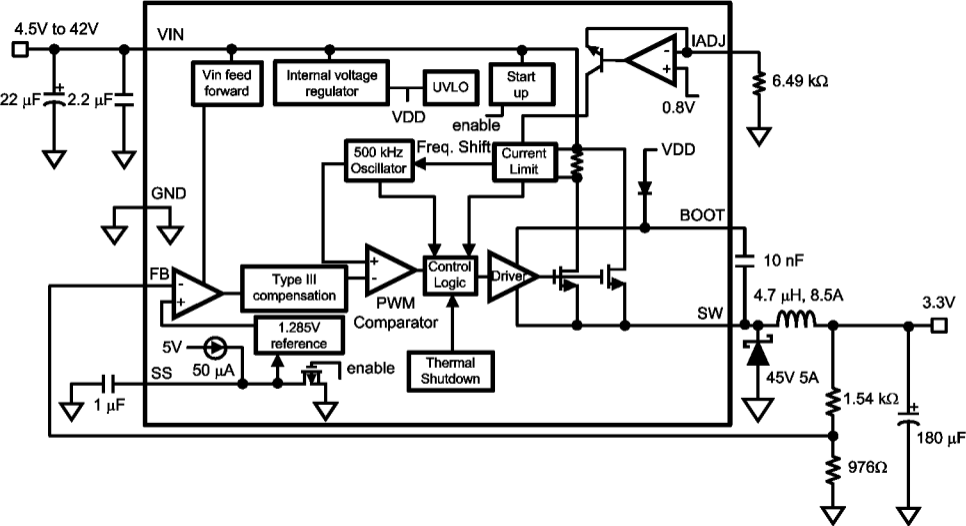 4.5V to 42V
VIN
IADJ
Vin feed
forward
Internal voltage
regulator
UVLO
Start
up
6.49 kΩ
22 µF
+
2.2 µF
VDD
enable
-
+
0.8V
500 kHz
Oscillator
Freq. Shift
Current
Limit
VDD
GND
BOOT
FB
-
+
Type III
compensation
+
-
PWM
Comparator
Control
Logic
Driver
10 nF
4.7 µH, 8.5A
SW
3.3V
1.285V
reference
5V
50 µA
enable
Thermal
Shutdown
SS
1 µF
45V 5A
1.54 kΩ
+
180 µF
976Ω